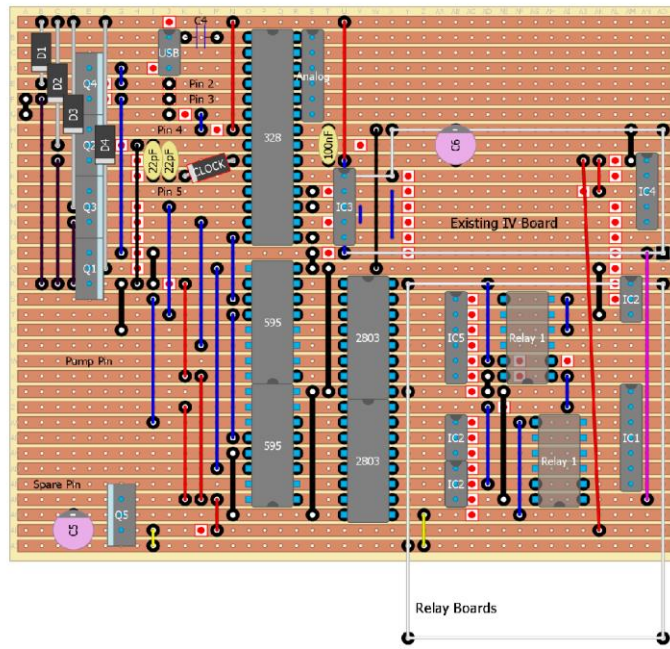 C4
D1
USB
Analog
Q4
D2
Pin 2
Pin 3
D3
Pin 4
328
100nF
C6
Q2
D4
22pF
22pF
CLOCK
IC4
Pin 5
IC3
Q3
Existing IV Board
Q1
IC2
595
2803
IC5
Relay 1
Pump Pin
IC1
IC2
595
2803
Relay 1
Spare Pin
IC2
Q5
C5
Relay Boards